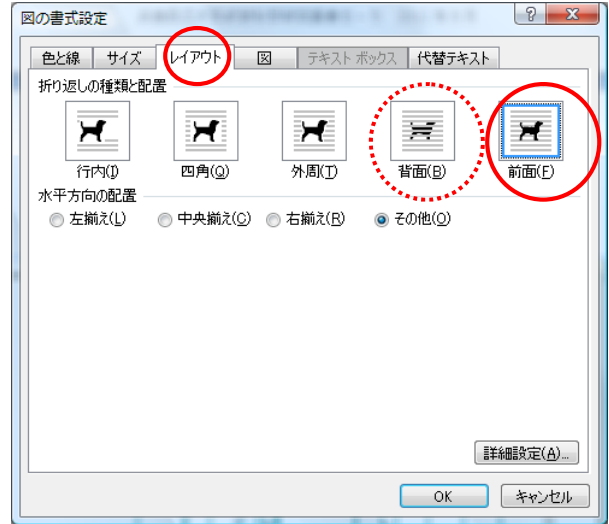 図の書式設定
色と線 サイズ レイアウト 図 テキスト ボックス 代替テキスト
折り返しの種類と配置
行内(I) 四角(Q) 外周(T) 背面(B) 前面(F)
水平方向の配置
左揃え(L) 中央揃え(C) 右揃え(R) その他(O)
詳細設定(A)...
OK キャンセル